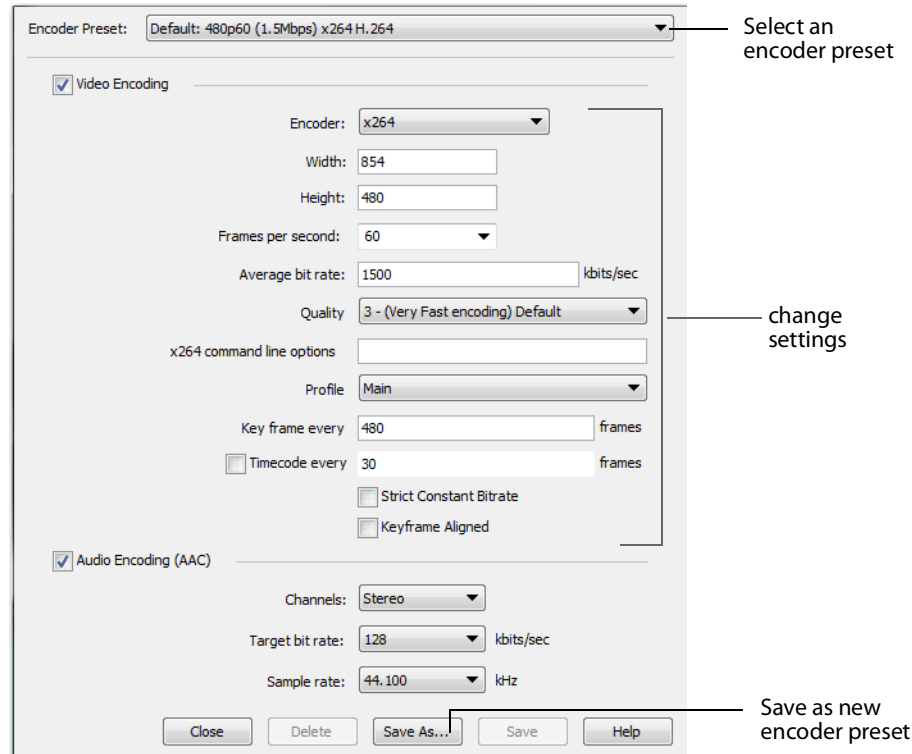 Encoder Preset: Default: 480p60 (1.5Mbps) x264 H.264
Select an
encoder preset
Video Encoding
Encoder: x264
Width: 854
Height: 480
Frames per second: 60
Average bit rate: 1500 kbits/sec
Quality 3 - (Very Fast encoding) Default
change
settings
x264 command line options
Profile Main
Key frame every 480 frames
Timecode every 30 frames
Strict Constant Bitrate
Keyframe Aligned
Audio Encoding (AAC)
Channels: Stereo
Target bit rate: 128 kbits/sec
Sample rate: 44.100 kHz
Save as new
encoder preset
Close Delete Save As... Save Help